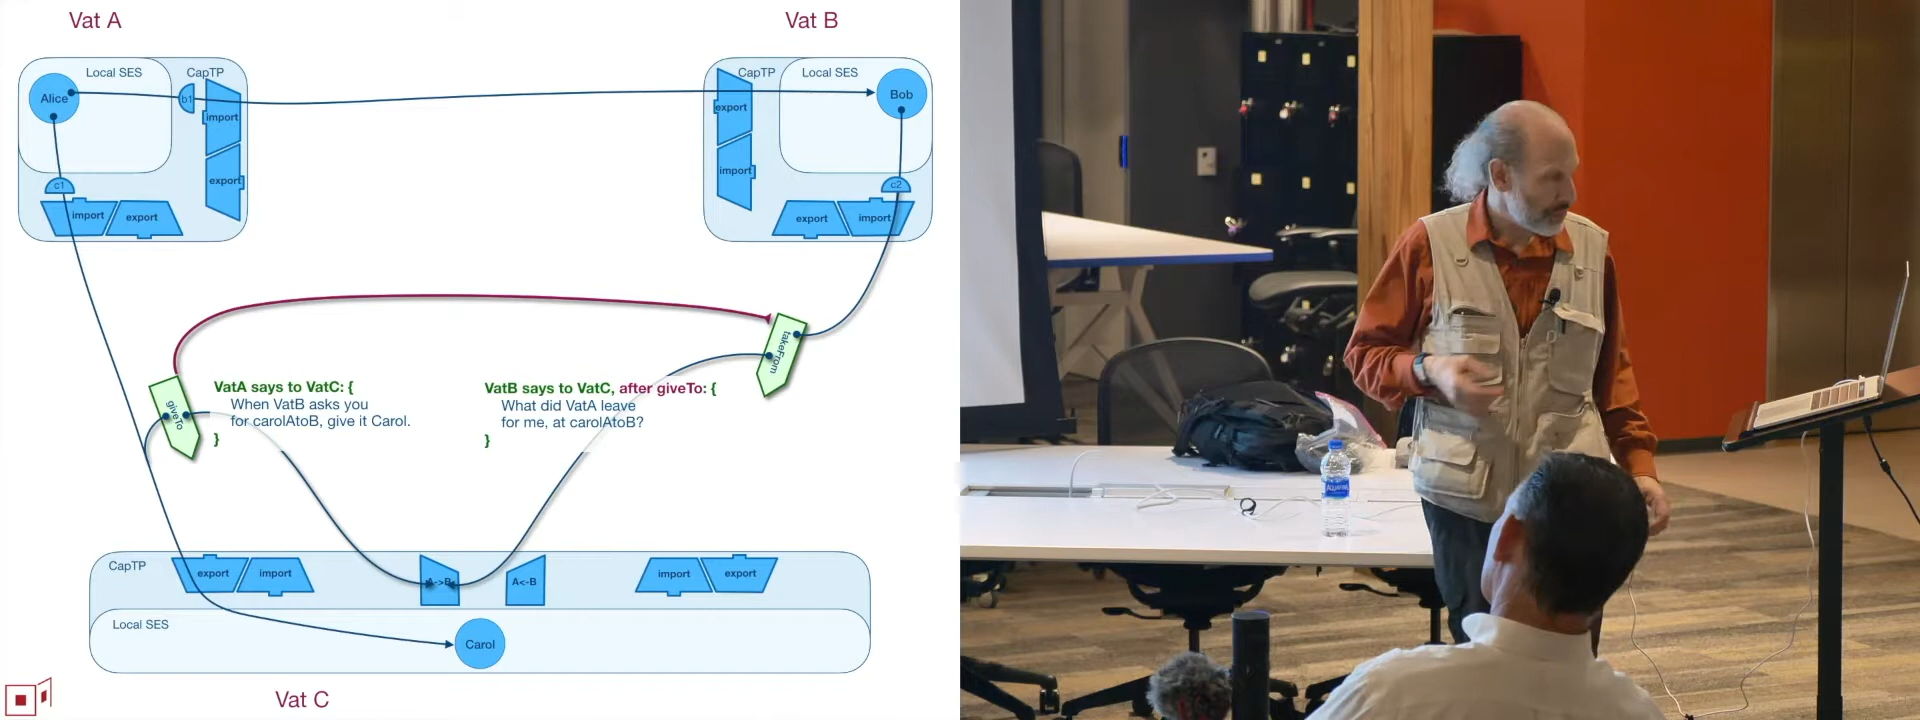 Vat A
Vat B
Local SES
CapTP
Alice
b1
import
export
c1
import
export
CapTP
Local SES
export
Bob
import
c2
export
import
takeFrom
giveTo
VatA says to VatC: {
When VatB asks you
for carolAtoB, give it Carol.
}
VatB says to VatC, after giveTo: {
What did VatA leave
for me, at carolAtoB?
}
CapTP
export
import
A->B
A<-B
import
export
Local SES
Carol
Vat C
AQUAFINA